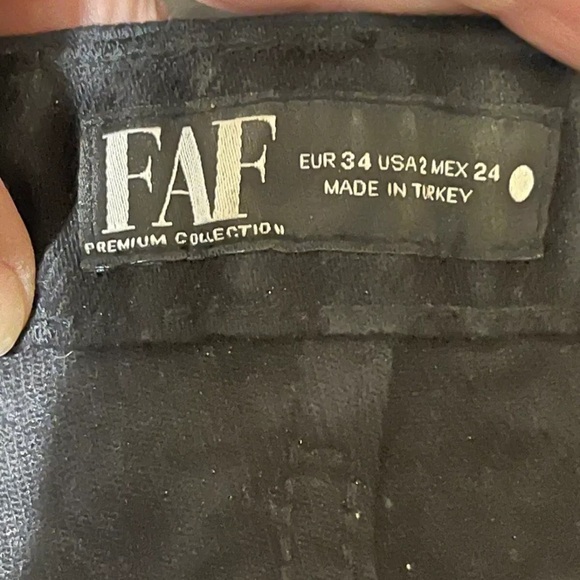 FAF
PREMIUM COLLECTION
EUR 34 USA 2 MEX 24
MADE IN TURKEY